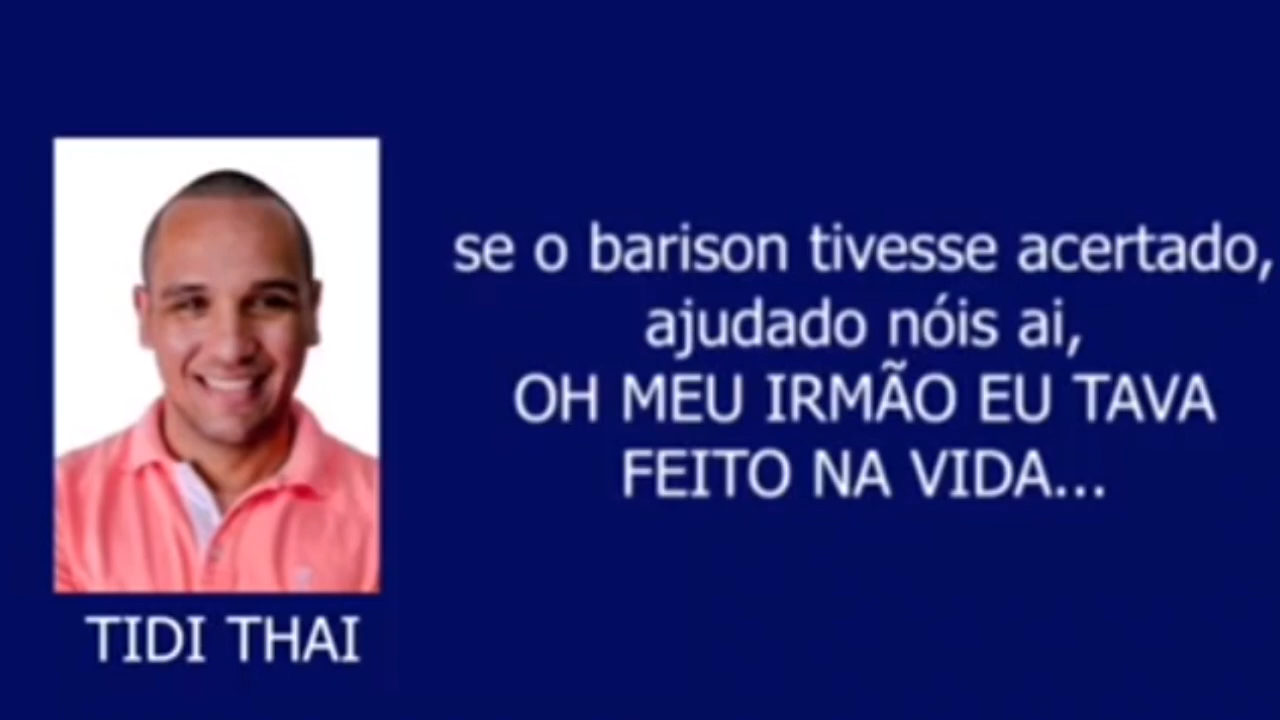 se o barison tivesse acertado,
ajudado nóis ai,
OH MEU IRMÃO EU TAVA
FEITO NA VIDA...
TIDI THAI